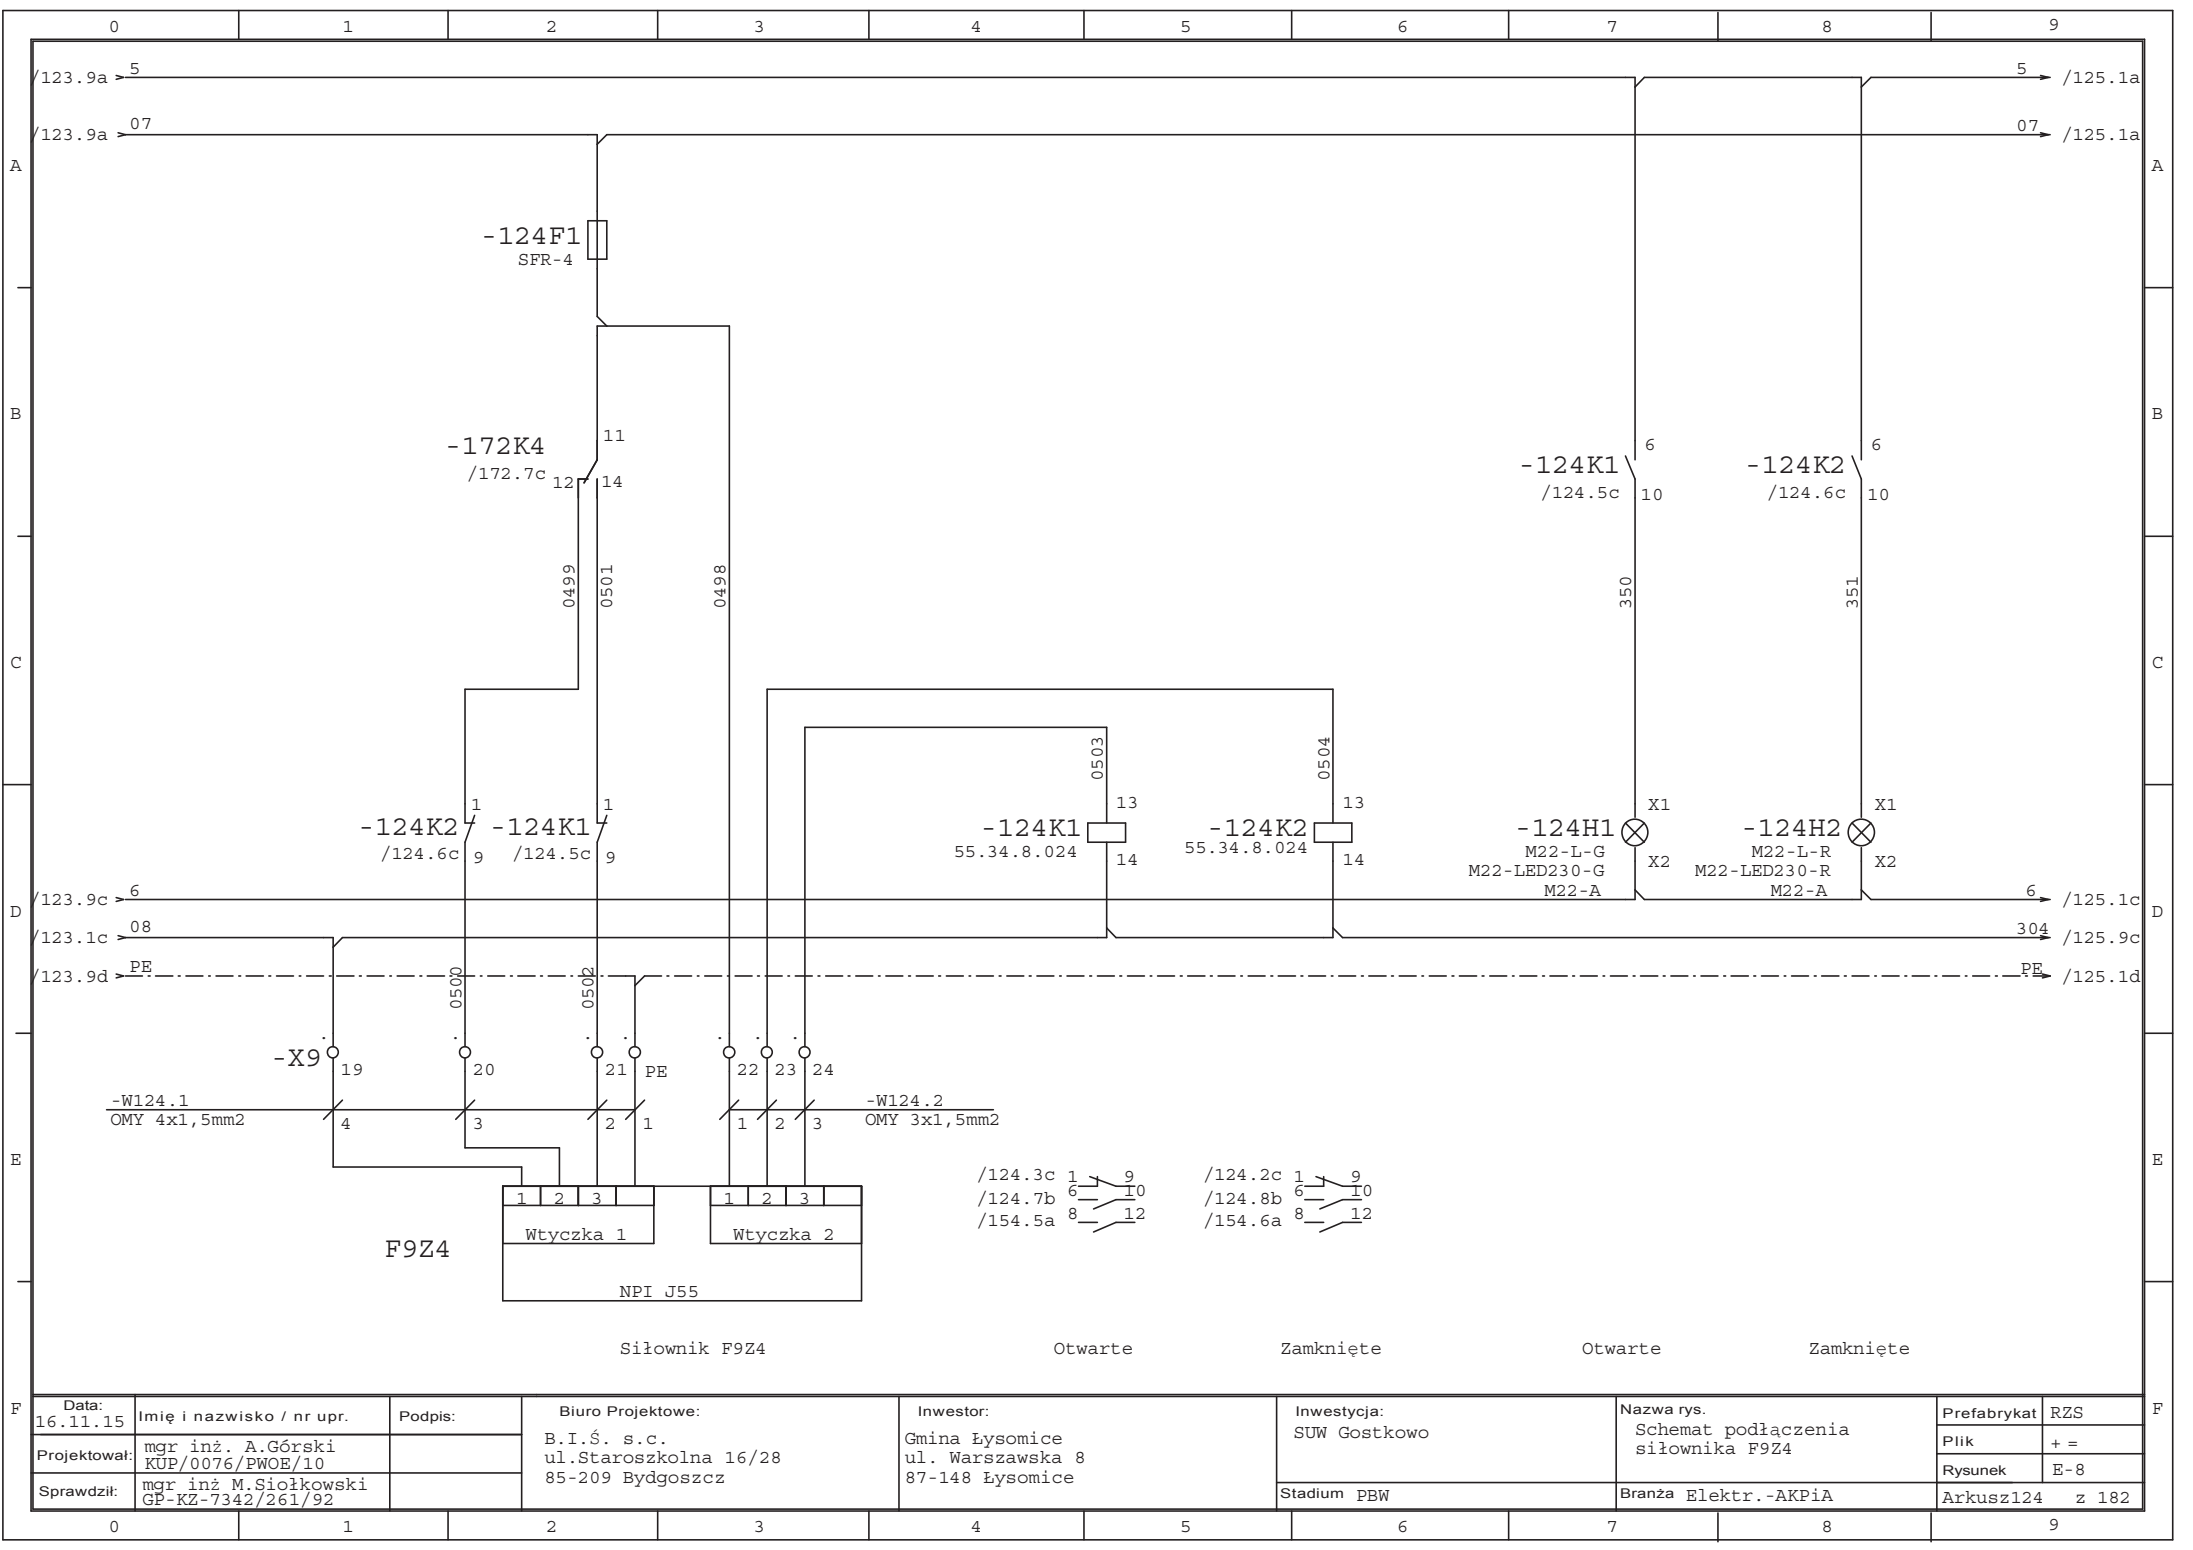 0 1 2 3 4 5 6 7 8 9
/123.9a 5 5 /125.1a
/123.9a 07 07 /125.1a
A A
-124F1
SFR-4
B B
11
-172K4
/172.7c
12 14
6 6
-124K1 -124K2
/124.5c 10 /124.6c 10
0499 0501 0498 350 351
C C
0503 0504
1 1 13 13 X1 X1
-124K2 -124K1 -124K1 -124K2 -124H1 -124H2
/124.6c 9 /124.5c 9 55.34.8.024 14 55.34.8.024 14 M22-L-G X2 M22-L-R X2
M22-LED230-G M22-LED230-R
M22-A M22-A
/123.9c 6 6 /125.1c
D D
/123.1c 08 304 /125.9c
/123.9d PE PE /125.1d
0500 0502
-X9 19 20 21 PE 22 23 24
-W124.1 -W124.2
OMY 4x1,5mm2 4 3 2 1 1 2 3 OMY 3x1,5mm2
E E
/124.3c 1 9 /124.2c 1 9
/124.7b 6 10 /124.8b 6 10
/154.5a 8 12 /154.6a 8 12
1 2 3 1 2 3
Wtyczka 1 Wtyczka 2
F9Z4
NPI J55
Siłownik F9Z4 Otwarte Zamknięte Otwarte Zamknięte
F F
Data:
16.11.15
Imię i nazwisko / nr upr.
Podpis:
Projektował:
mgr inż. A.Górski
KUP/0076/PWOE/10
Sprawdził:
mgr inż M.Siołkowski
GP-KZ-7342/261/92
Biuro Projektowe:
B.I.Ś. s.c.
ul.Staroszkolna 16/28
85-209 Bydgoszcz
Inwestor:
Gmina Łysomice
ul. Warszawska 8
87-148 Łysomice
Inwestycja:
SUW Gostkowo
Stadium PBW
Nazwa rys.
Schemat podłączenia
siłownika F9Z4
Branża Elektr.-AKPiA
Prefabrykat RZS
Plik + =
Rysunek E-8
Arkusz124 z 182
0 1 2 3 4 5 6 7 8 9